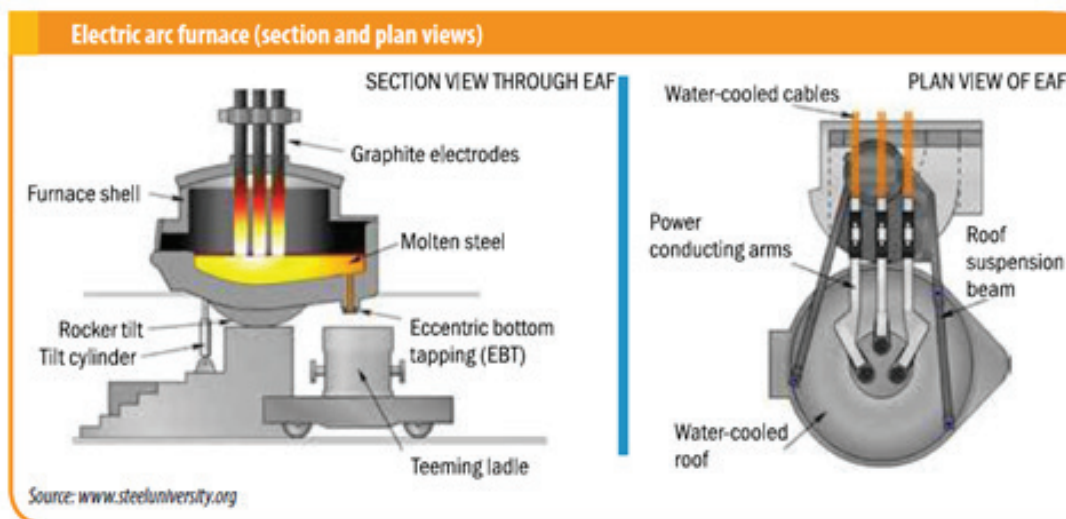 Electric arc furnace (section and plan views)
SECTION VIEW THROUGH EAF
Graphite electrodes
Furnace shell
Molten steel
Rocker tilt
Tilt cylinder
Eccentric bottom
tapping (EBT)
Teeming ladle
PLAN VIEW OF EAF
Water-cooled cables
Power
conducting arms
Roof
suspension
beam
Water-cooled
roof
Source: www.steeluniversity.org